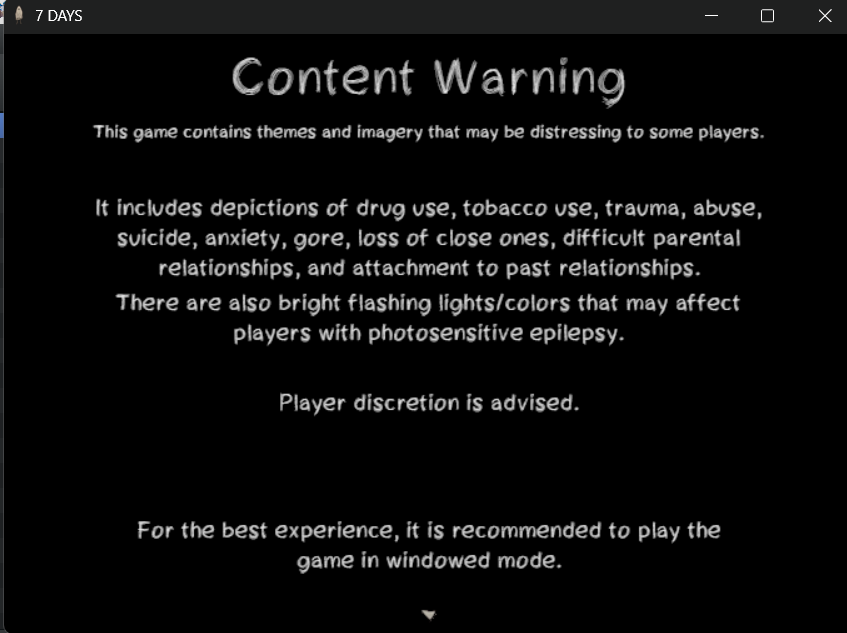 7 DAYS
Content Warning
This game contains themes and imagery that may be distressing to some players.
It includes depictions of drug use, tobacco use, trauma, abuse,
suicide, anxiety, gore, loss of close ones, difficult parental
relationships, and attachment to past relationships.
There are also bright flashing lights/colors that may affect
players with photosensitive epilepsy.
Player discretion is advised.
For the best experience, it is recommended to play the
game in windowed mode.